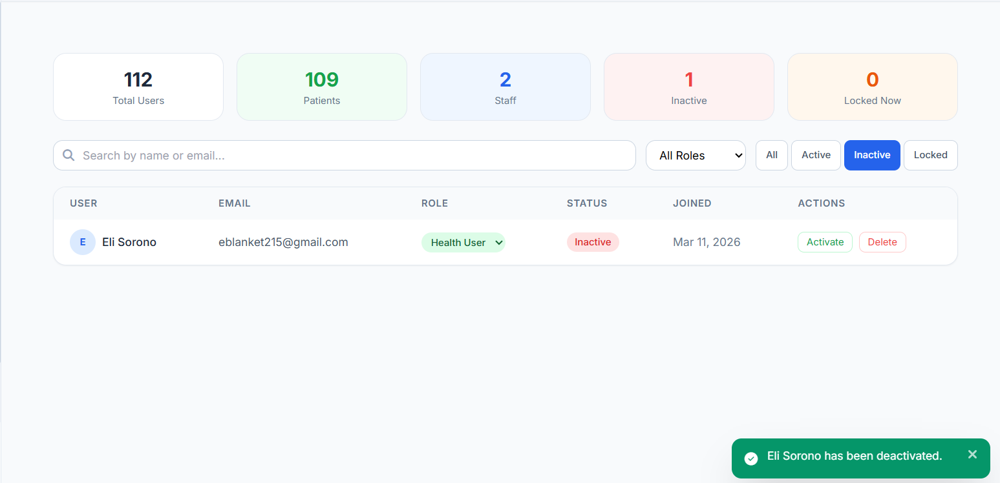 112
Total Users
109
Patients
2
Staff
1
Inactive
0
Locked Now
Search by name or email...
All Roles
All
Active
Inactive
Locked
USER EMAIL ROLE STATUS JOINED ACTIONS
E Eli Sorono eblanket215@gmail.com Health User Inactive Mar 11, 2026 Activate Delete
Eli Sorono has been deactivated.